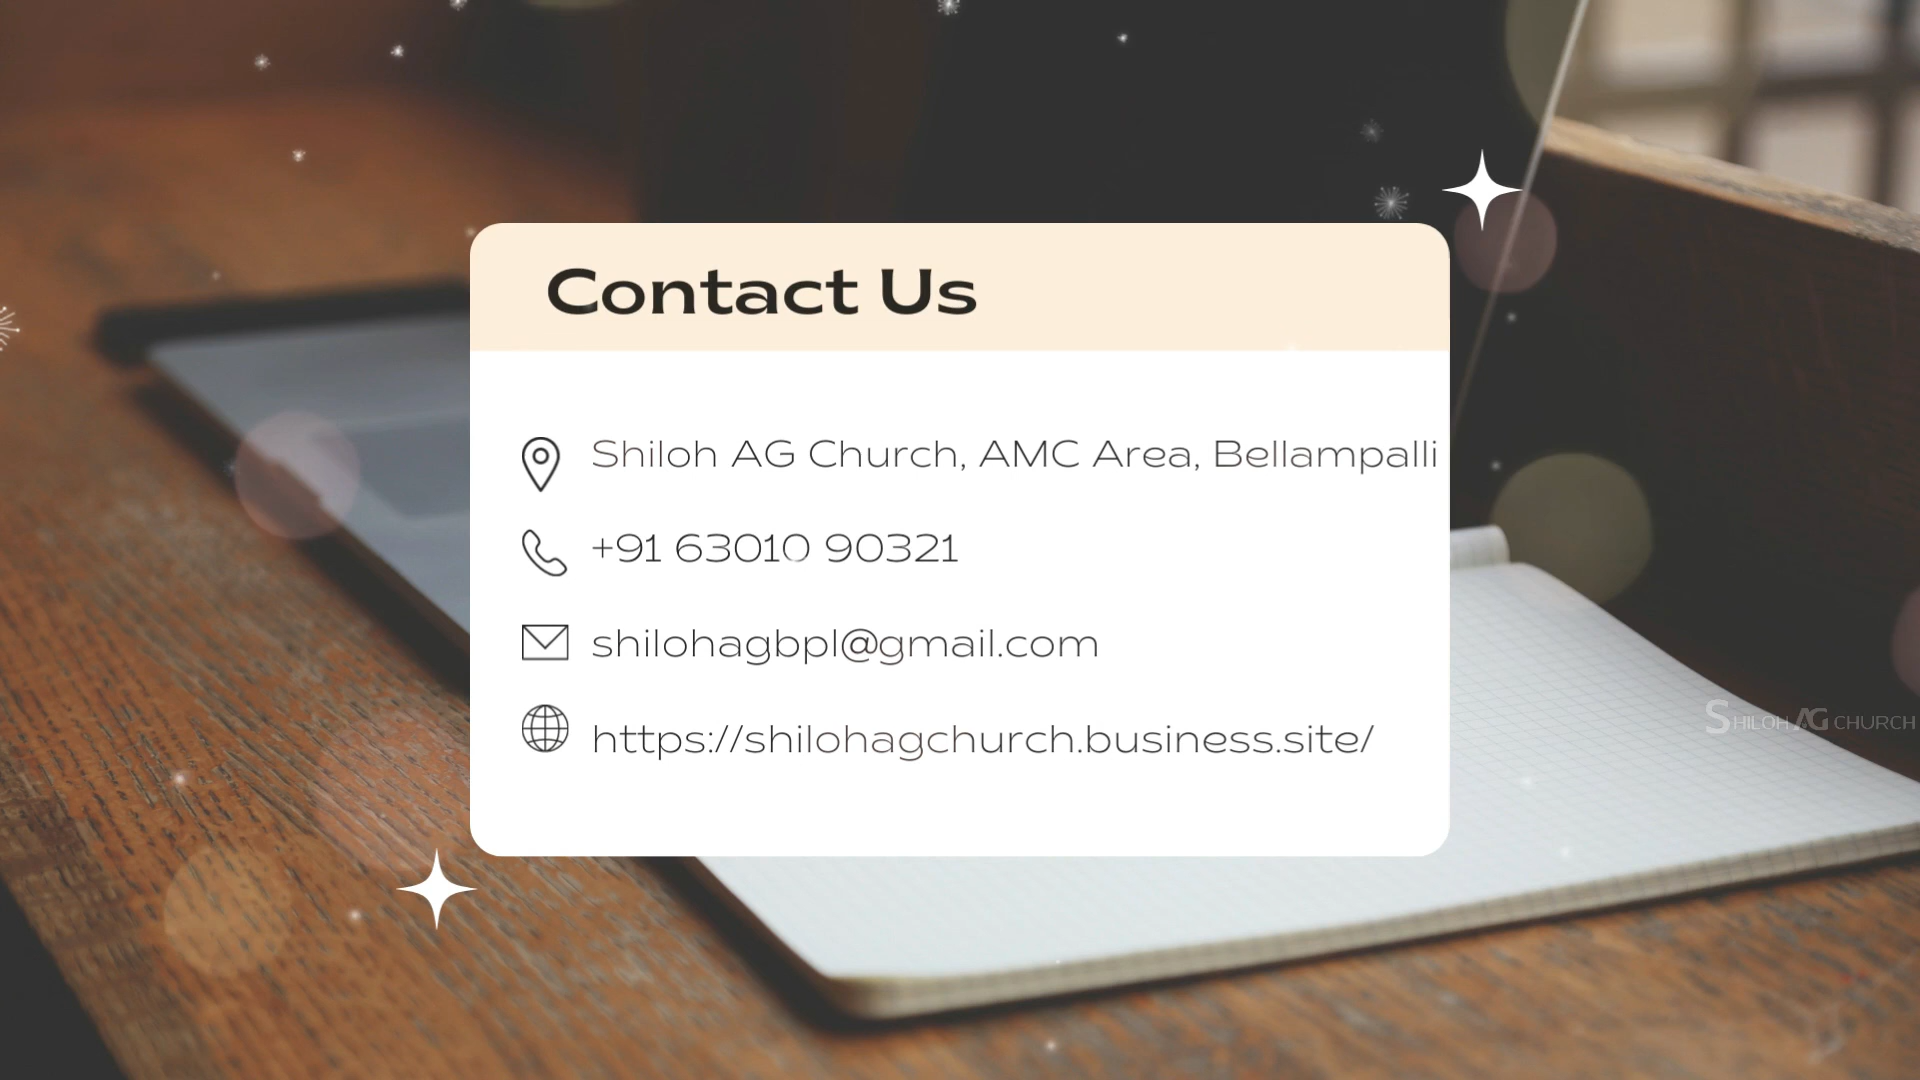 Contact Us
Shiloh AG Church, AMC Area, Bellampalli
+91 63010 90321
shilohagbpl@gmail.com
https://shilohagchurch.business.site/
SHILOH AG CHURCH